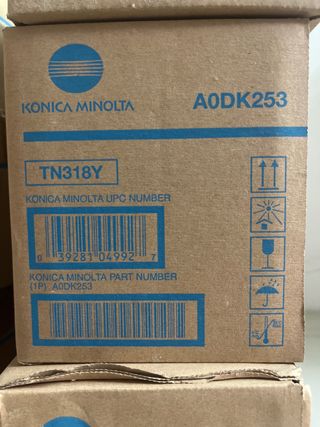 KONICA MINOLTA
A0DK253
TN318Y
KONICA MINOLTA UPC NUMBER
0 39281 04992 7
KONICA MINOLTA PART NUMBER
(1P) A0DK253